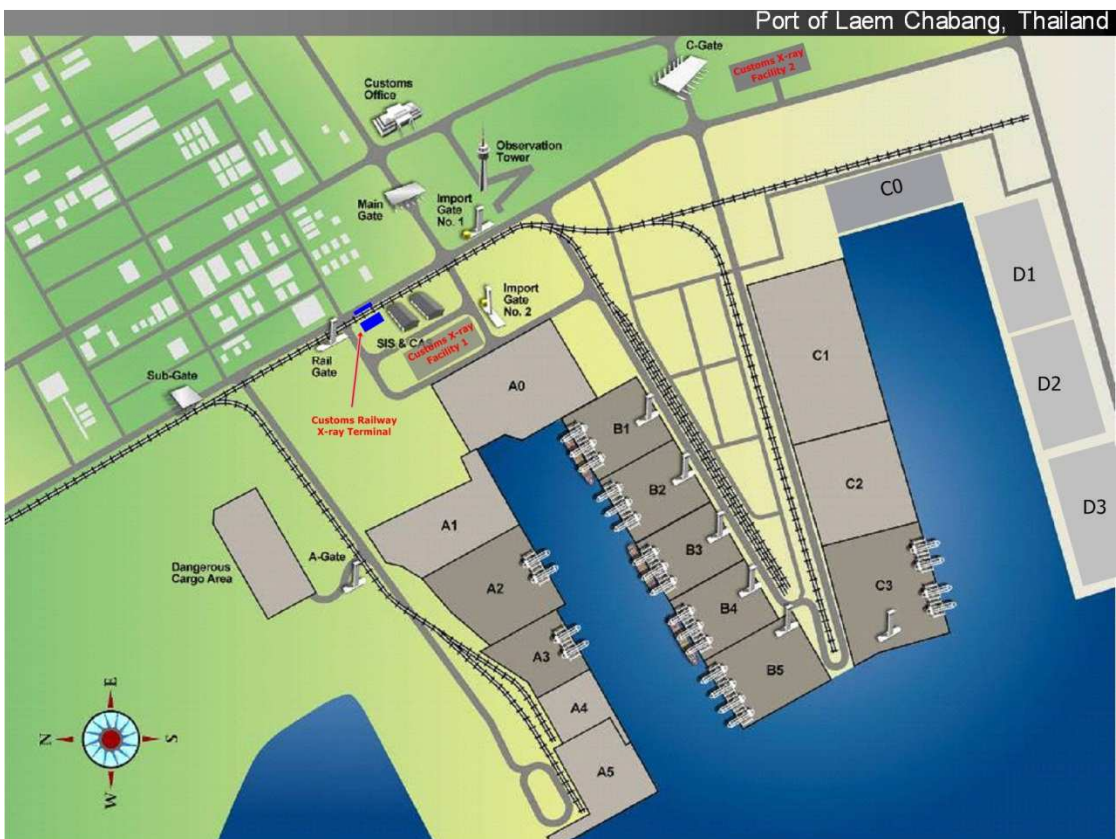 Port of Laem Chabang, Thailand
C-Gate
Customs X-ray
Facility 2
Customs
Office
Observation
Tower
Main
Gate
Import
Gate
No. 1
C0
D1
Import
Gate
No. 2
SIS & CA
Customs X-ray
Facility 1
Rail
Gate
Sub-Gate
Customs Railway
X-ray Terminal
A0
C1
D2
B1
B2
C2
D3
A1
B3
Dangerous
Cargo Area
A-Gate
A2
B4
C3
A3
B5
A4
A5
E
N
S
W